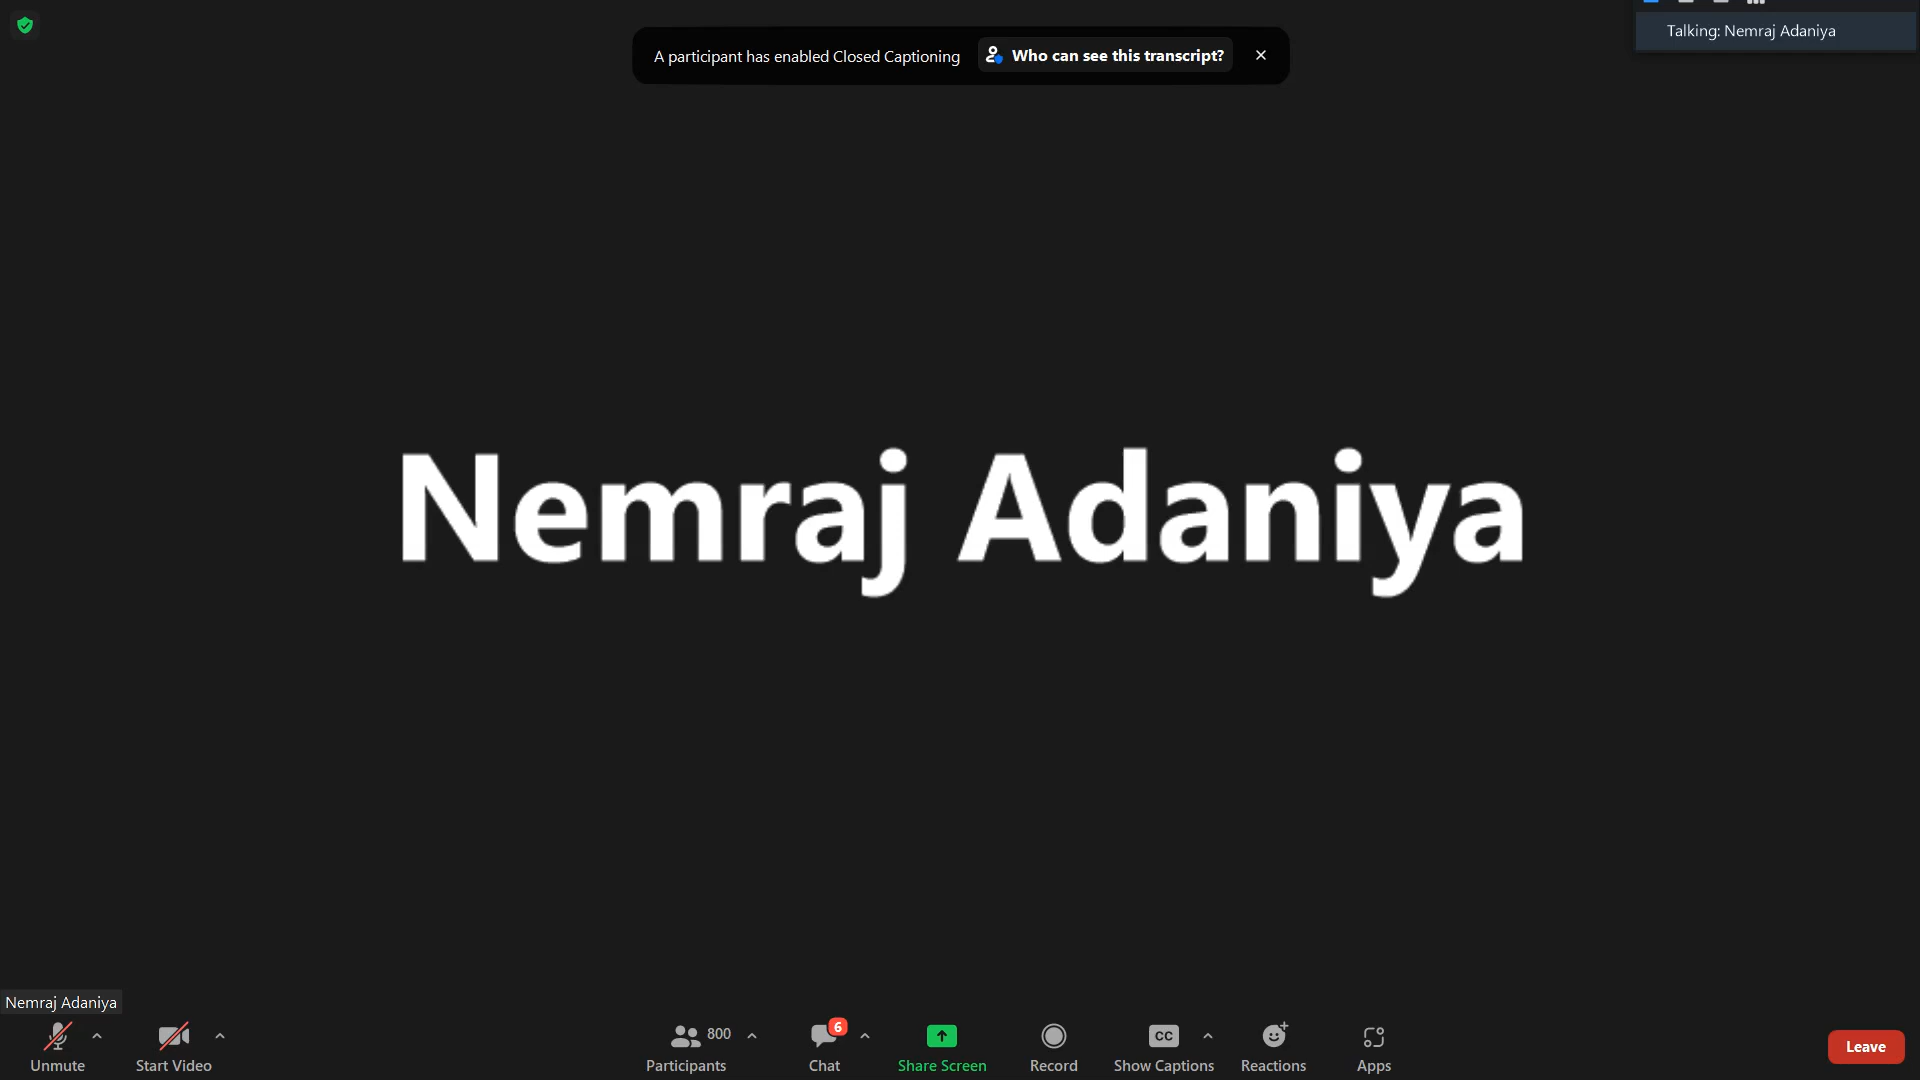 A participant has enabled Closed Captioning Who can see this transcript?
Talking: Nemraj Adaniya
Nemraj Adaniya
Nemraj Adaniya
Unmute
Start Video
800
Participants
6
Chat
Share Screen
Record
CC
Show Captions
Reactions
Apps
Leave